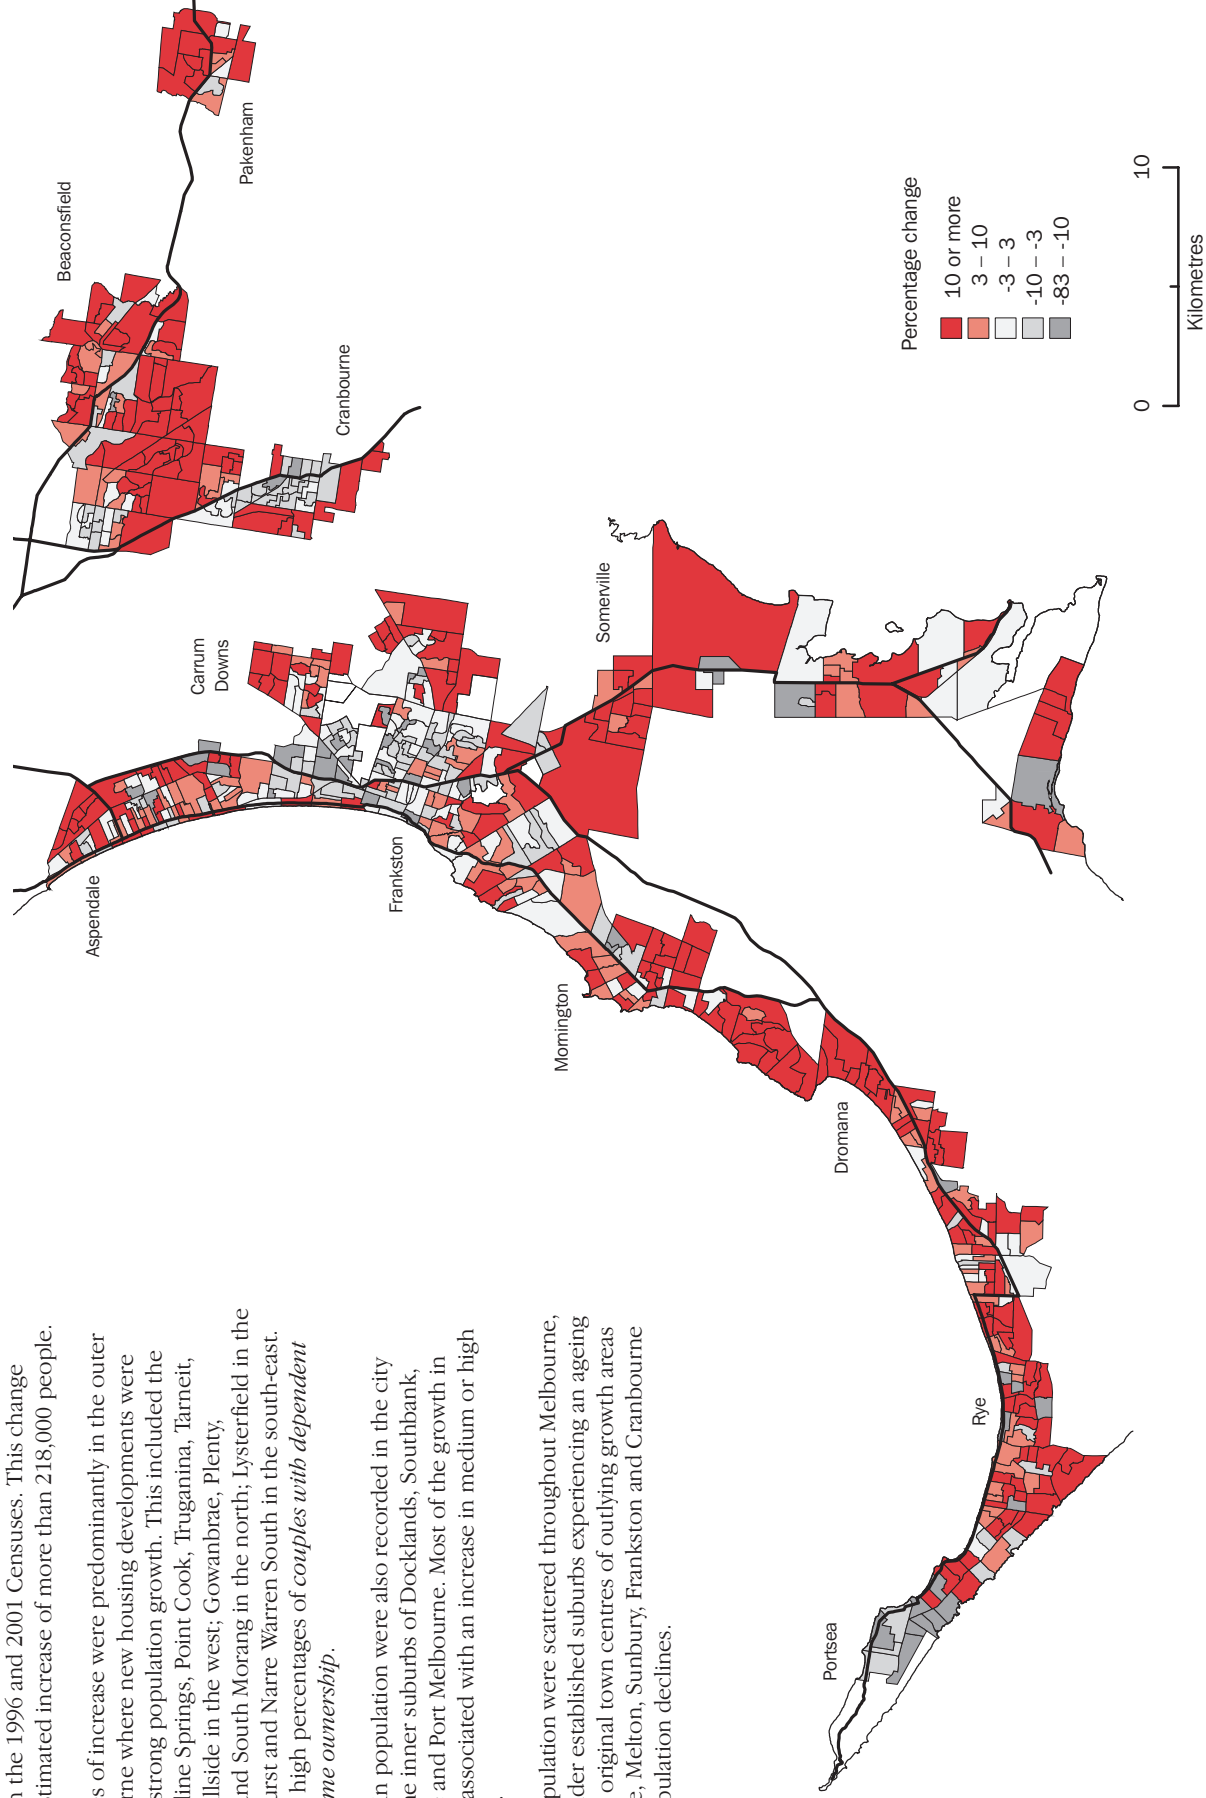 n the 1996 and 2001 Censuses. This change
timated increase of more than 218,000 people.
s of increase were predominantly in the outer
rne where new housing developments were
strong population growth. This included the
line Springs, Point Cook, Truganina, Tarneit,
llside in the west; Gowanbrae, Plenty,
nd South Morang in the north; Lysterfield in the
urst and Narre Warren South in the south-east.
high percentages of couples with dependent
me ownership.
n population were also recorded in the city
ne inner suburbs of Docklands, Southbank,
and Port Melbourne. Most of the growth in
associated with an increase in medium or high
pulation were scattered throughout Melbourne,
der established suburbs experiencing an ageing
original town centres of outlying growth areas
e, Melton, Sunbury, Frankston and Cranbourne
pulation declines.
Aspendale
Carrum
Downs
Beaconsfield
Pakenham
Cranbourne
Frankston
Somerville
Mornington
Dromana
Rye
Portsea
Percentage change
10 or more
3 – 10
-3 – 3
-10 – -3
-83 – -10
0 10
Kilometres